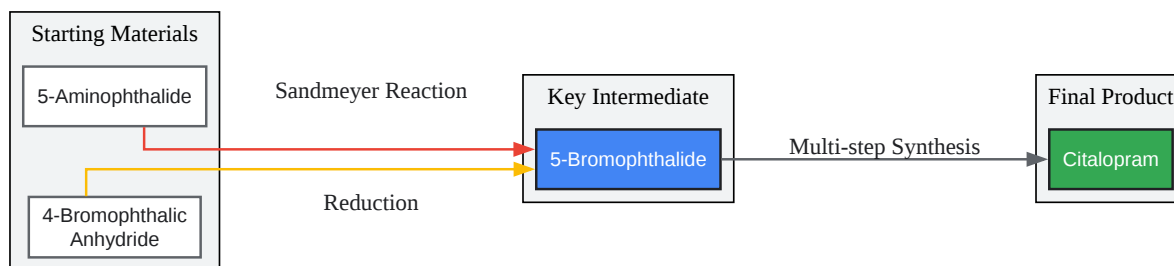 Starting Materials
5-Aminophthalide
4-Bromophthalic
Anhydride
Sandmeyer Reaction
Reduction
Key Intermediate
5-Bromophthalide
Multi-step Synthesis
Final Product
Citalopram